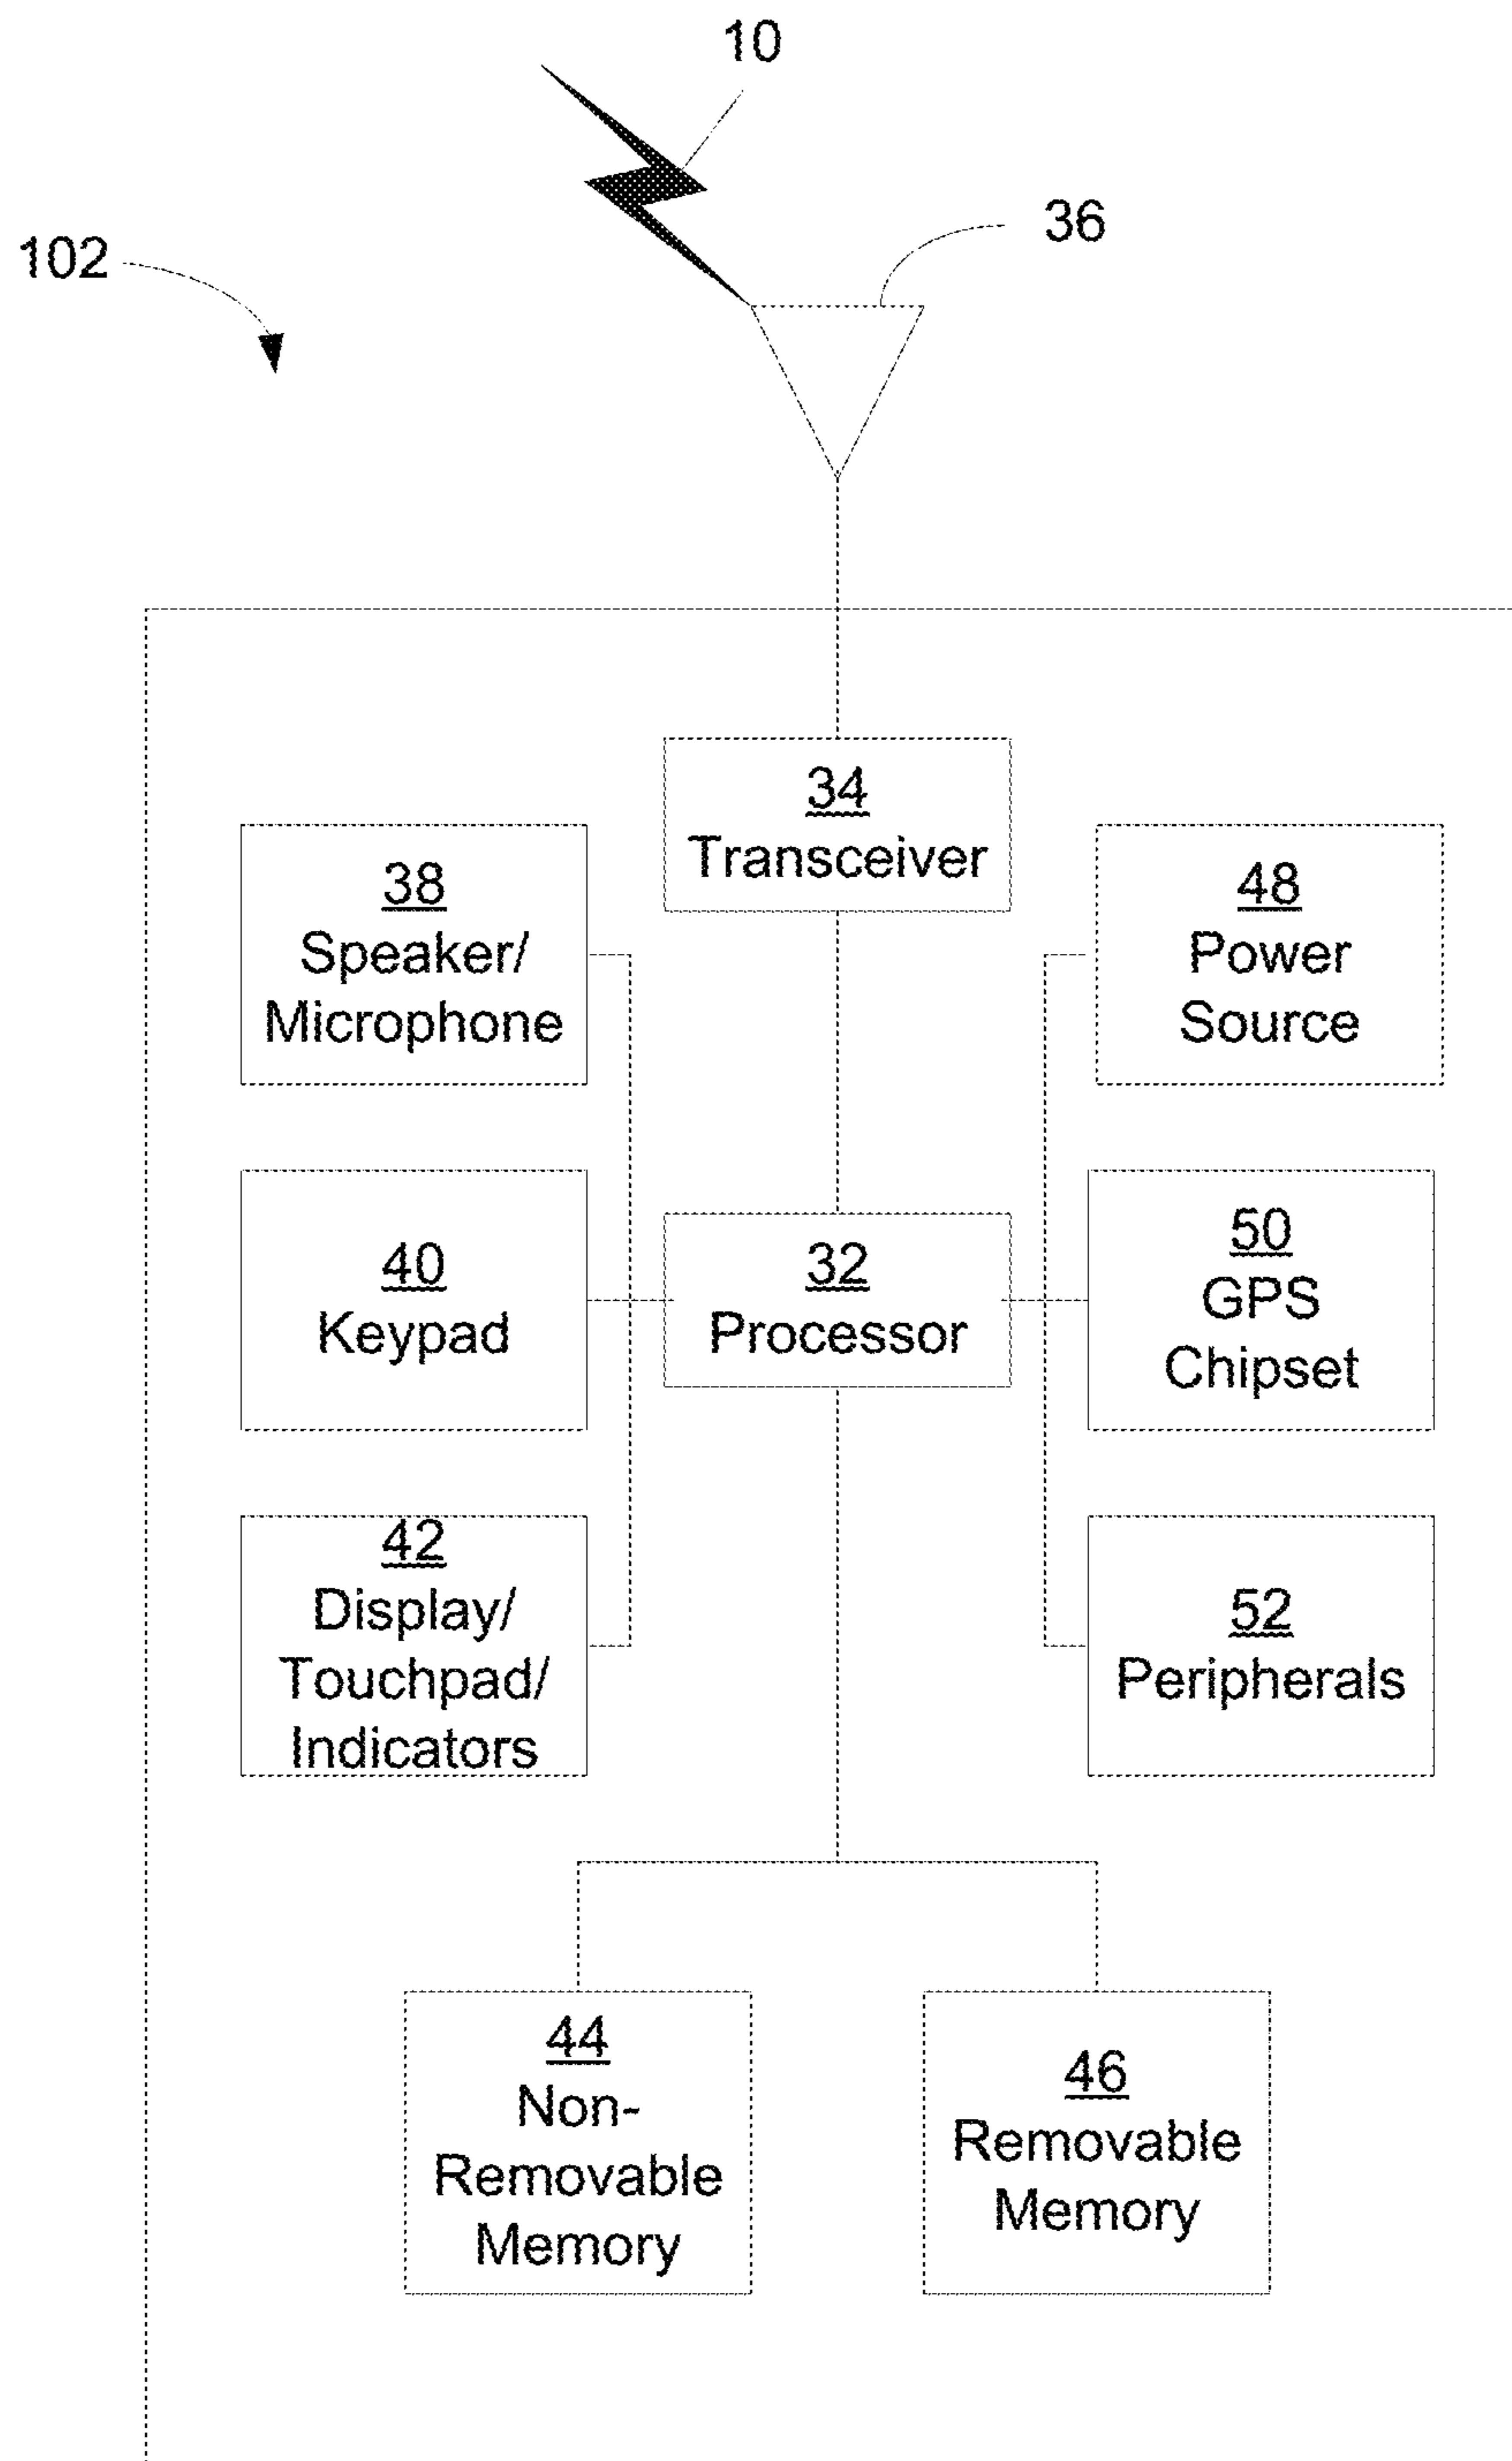 10
36
102
34
Transceiver
38
Speaker/
Microphone
48
Power
Source
40
Keypad
32
Processor
50
GPS
Chipset
42
Display/
Touchpad/
Indicators
52
Peripherals
44
Non-
Removable
Memory
46
Removable
Memory